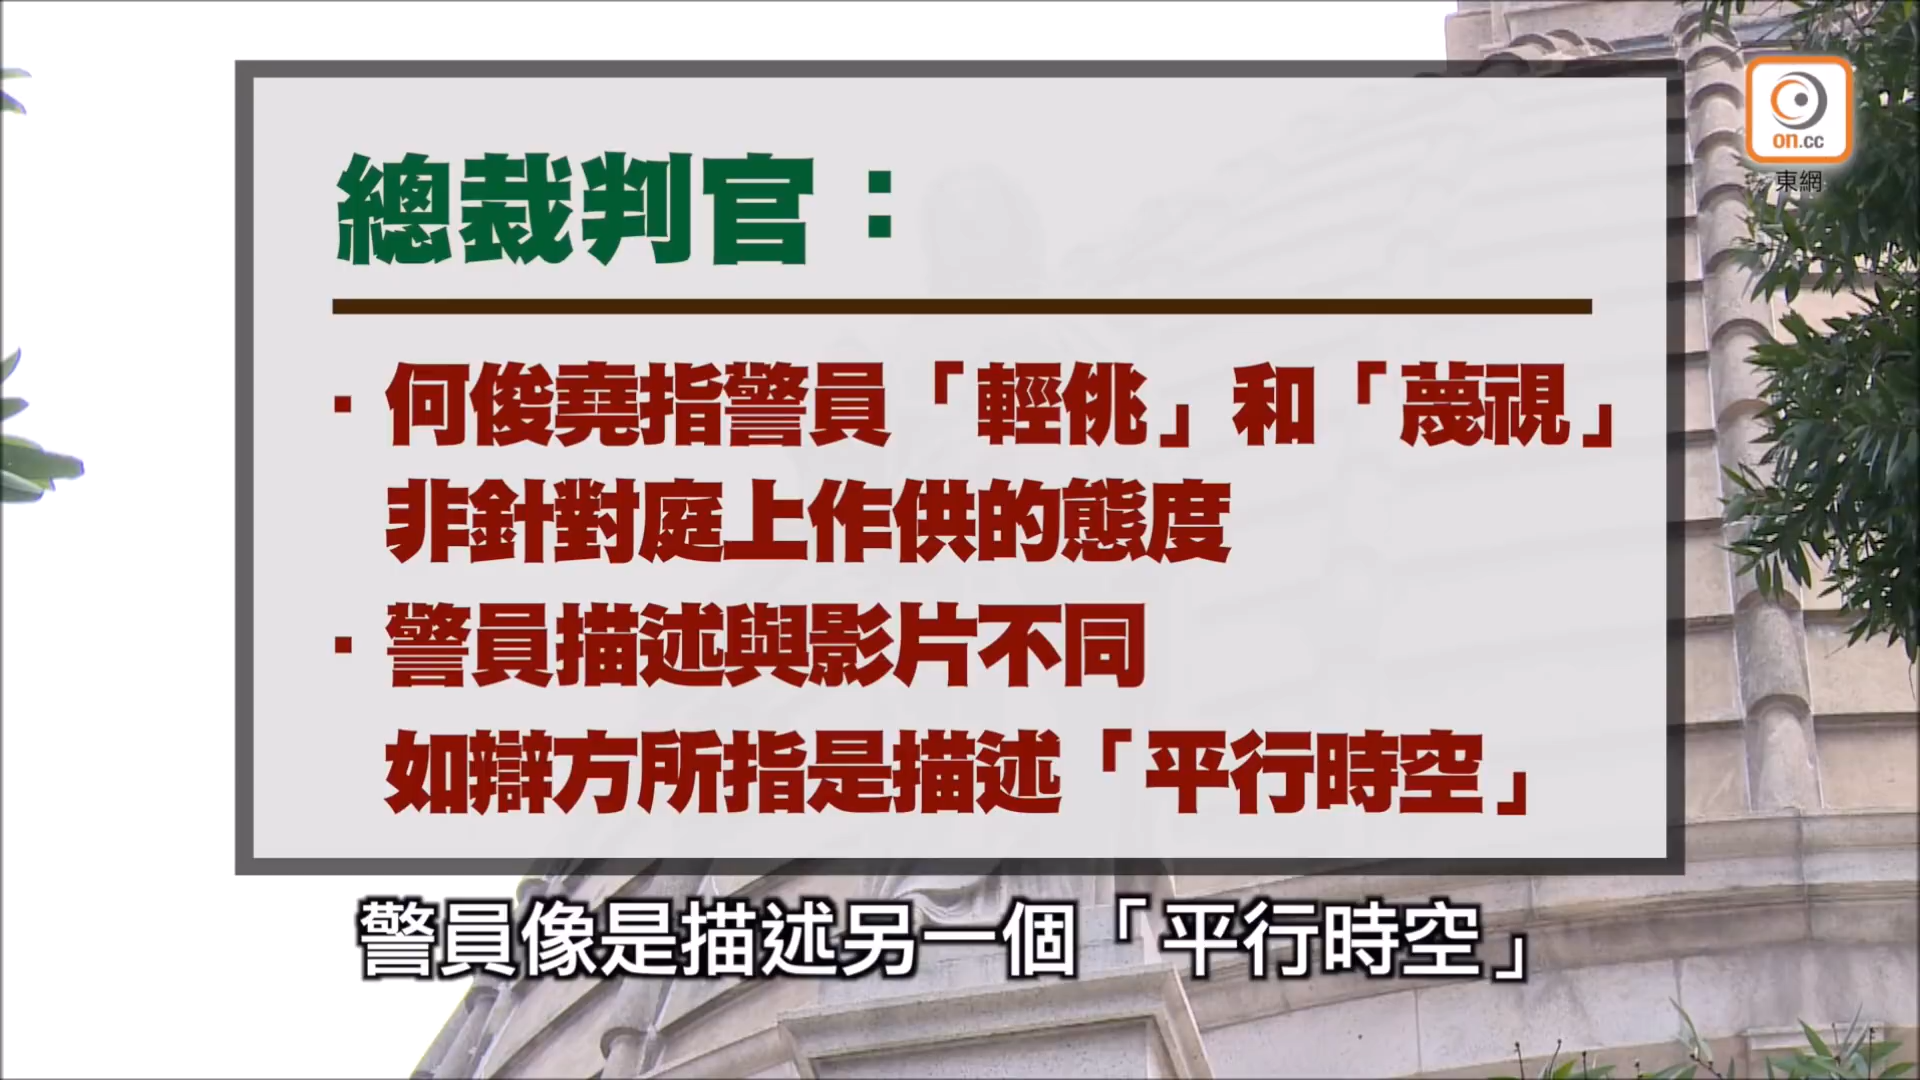 總裁判官：
· 何俊堯指警員「輕佻」和「蔑視」
非針對庭上作供的態度
· 警員描述與影片不同
如辯方所指是描述「平行時空」
警員像是描述另一個「平行時空」
on.cc
東網